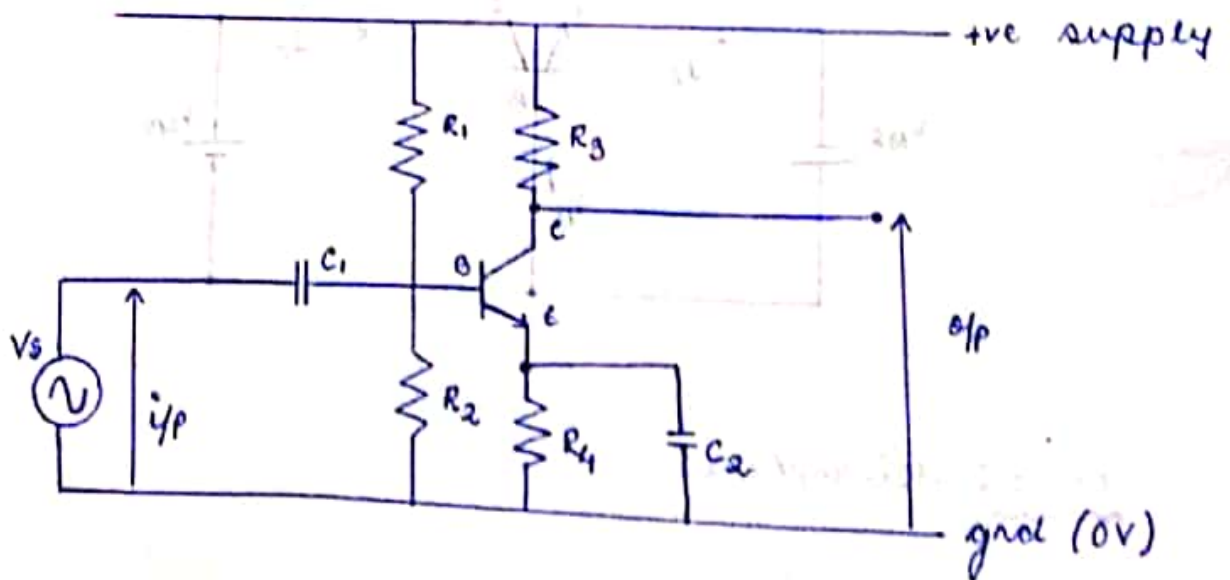 +ve supply
R1
R3
C
C1
B
E
Vs
i/p
R2
R4
C2
o/p
gnd (0V)